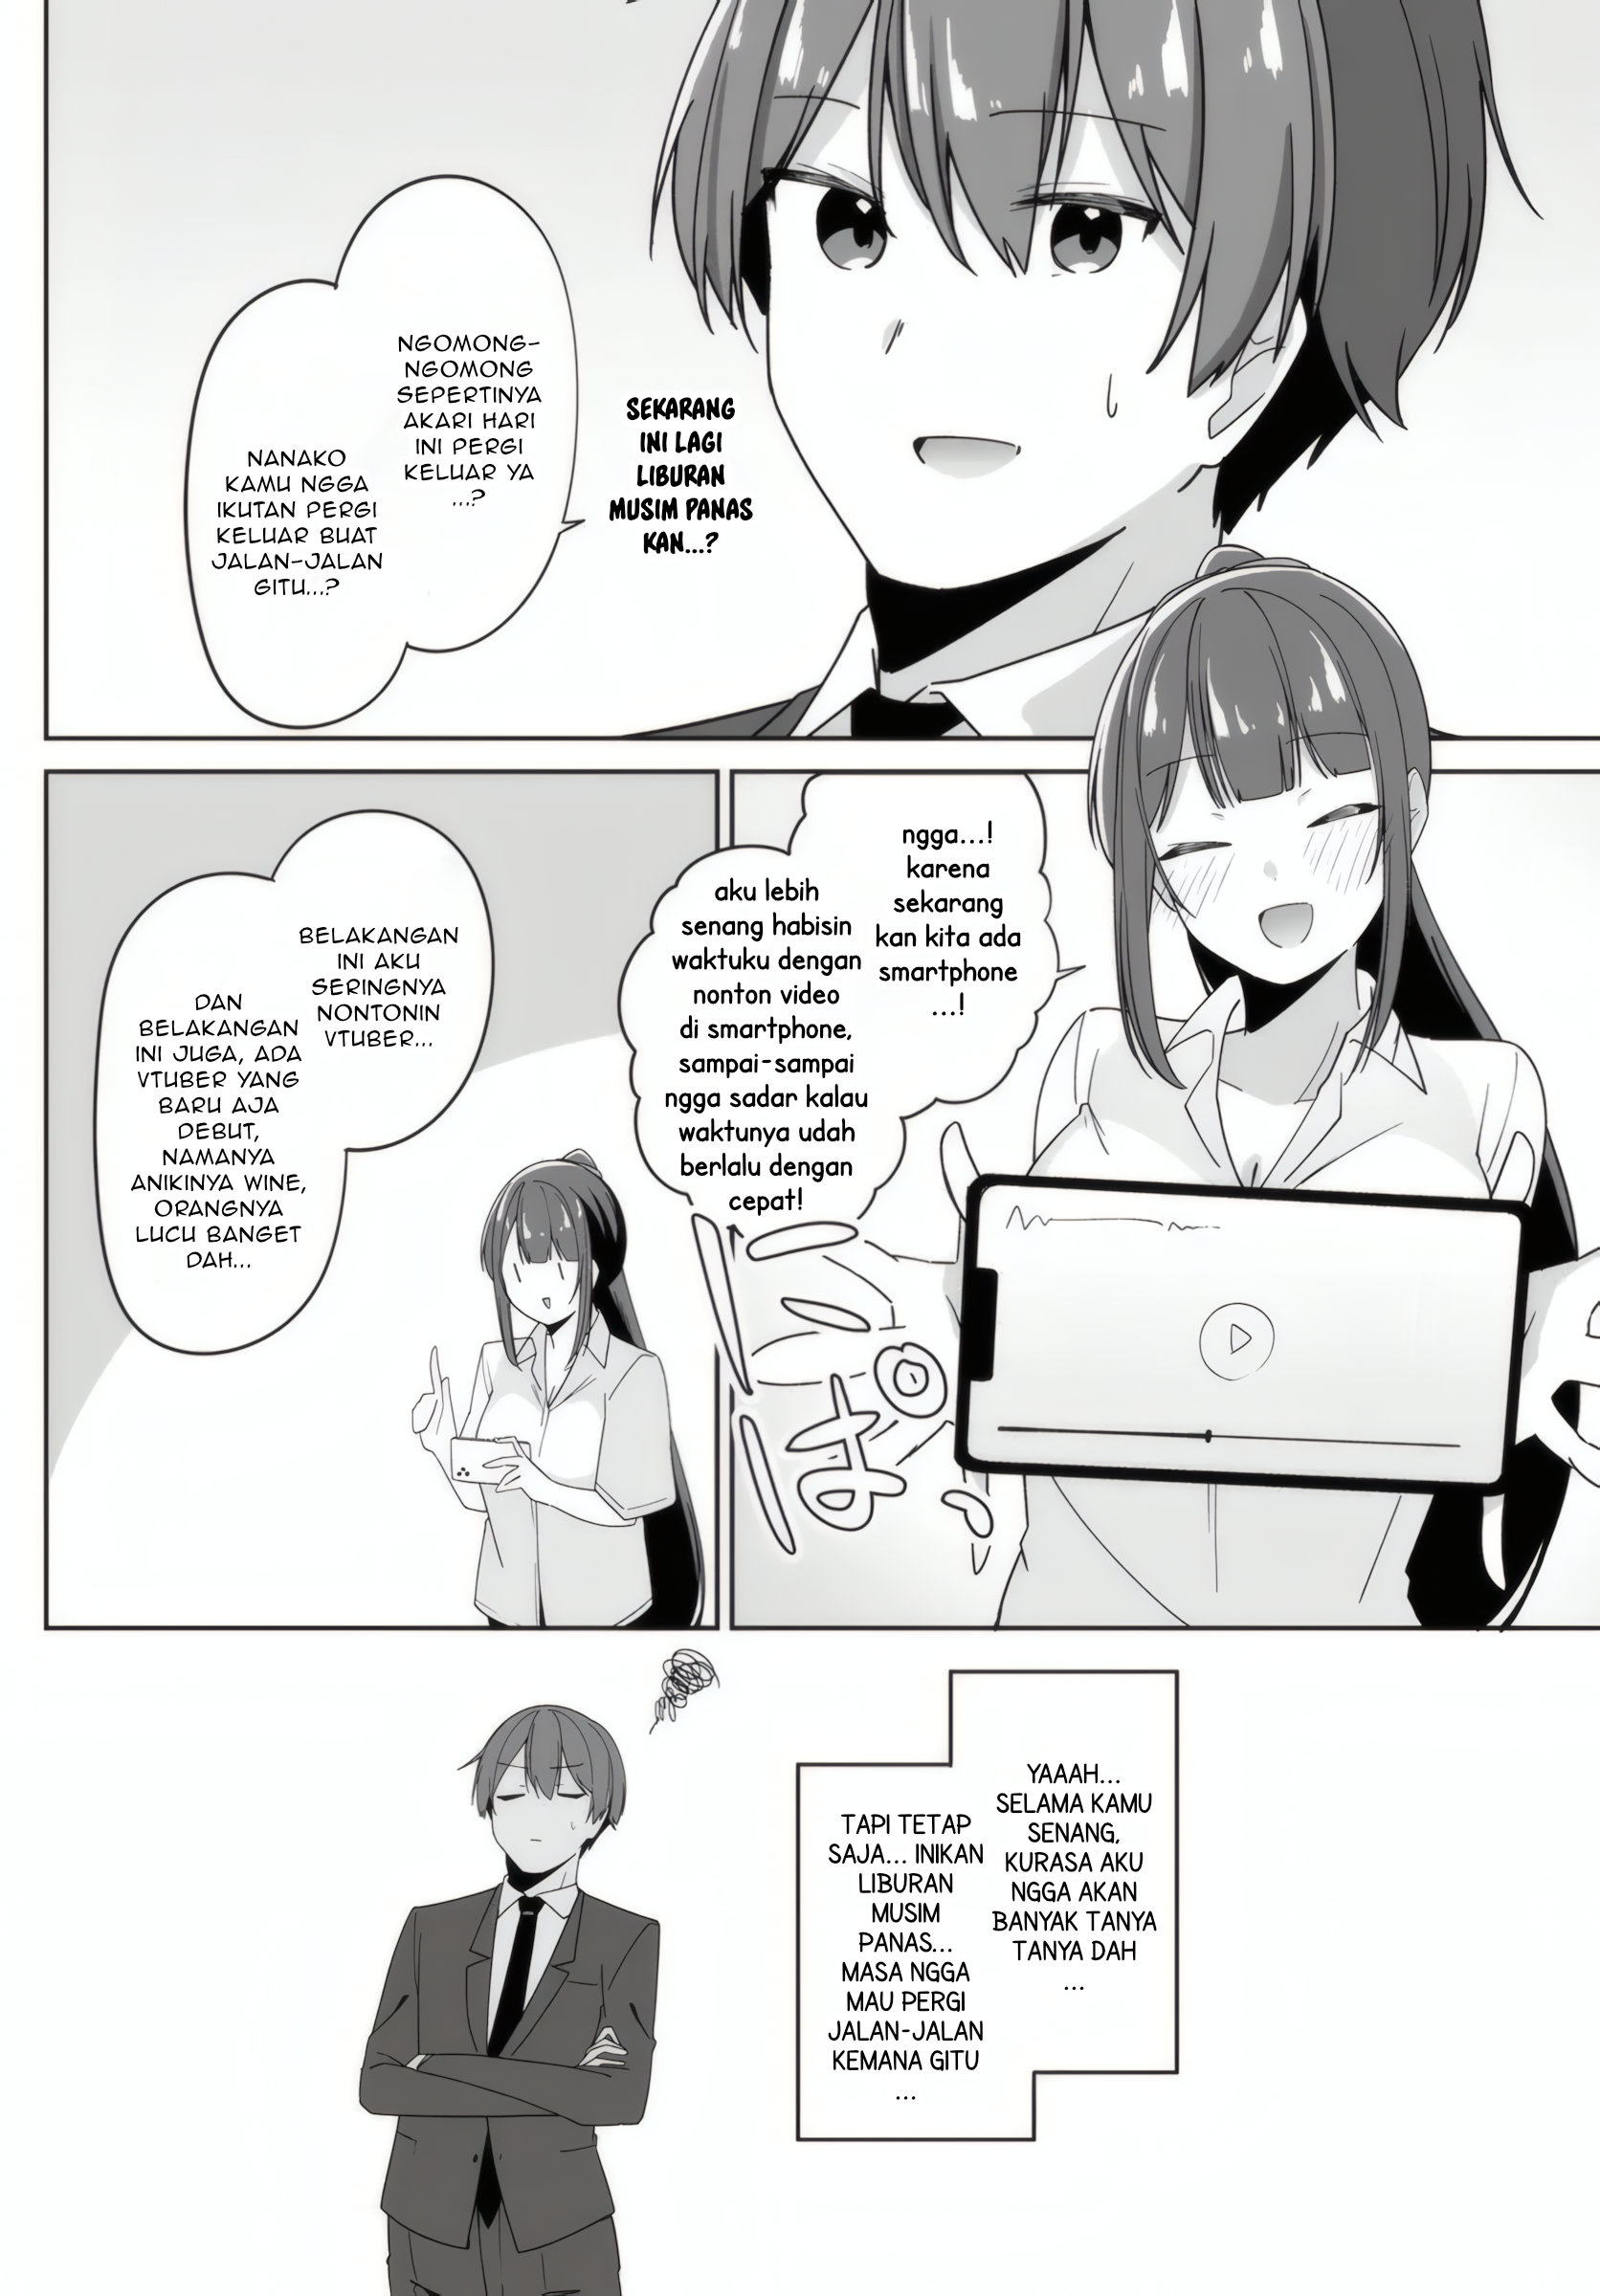 SEKARANG
INI LAGI
LIBURAN
MUSIM PANAS
KAN...?
NGOMONG-
NGOMONG
SEPERTINYA
AKARI HARI
INI PERGI
KELUAR YA
...?
NANAKO
KAMU NGGA
IKUTAN PERGI
KELUAR BUAT
JALAN-JALAN
GITU...?
ngga...!
karena
sekarang
kan kita ada
smartphone
...!
aku lebih
senang habisin
waktuku dengan
nonton video
di smartphone,
sampai-sampai
ngga sadar kalau
waktunya udah
berlalu dengan
cepat!
ぱっ
BELAKANGAN
INI AKU
SERINGNYA
NONTONIN
VTUBER...
DAN
BELAKANGAN
INI JUGA, ADA
VTUBER YANG
BARU AJA
DEBUT,
NAMANYA
ANIKINYA WINE,
ORANGNYA
LUCU BANGET
DAH...
YAAAH...
SELAMA KAMU
SENANG,
KURASA AKU
NGGA AKAN
BANYAK TANYA
TANYA DAH
...
TAPI TETAP
SAJA... INIKAN
LIBURAN
MUSIM
PANAS...
MASA NGGA
MAU PERGI
JALAN-JALAN
KEMANA GITU
...